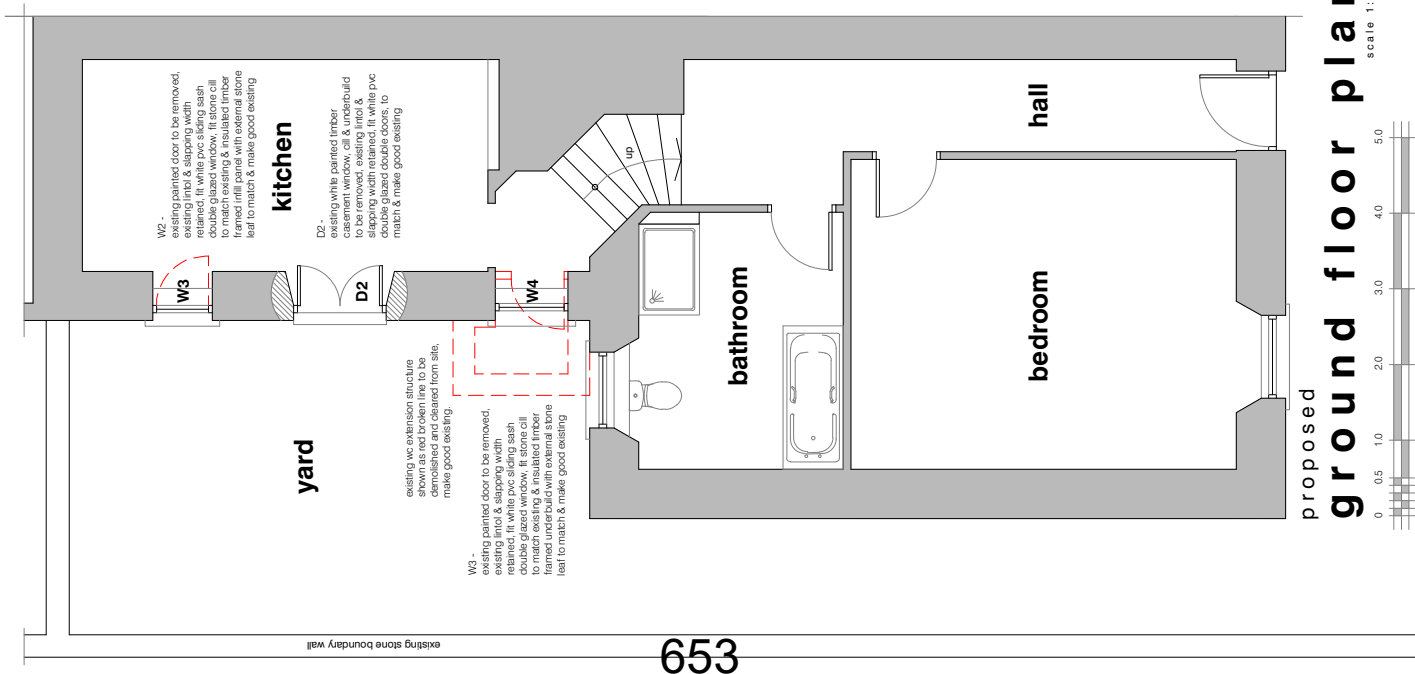 W2 -
existing painted door to be removed,
existing lintol & slapping width
retained, fit white pvc sliding sash
double glazed window, fit stone cill
to match existing & insulated timber
framed infill panel with external stone
leaf to match & make good existing
kitchen
D2 -
existing white painted timber
casement window, cill & underbuild
to be removed, existing lintol &
slapping width retained, fit white pvc
double glazed doors, to
match & make good existing
W3
D2
W4
up
hall
bathroom
bedroom
yard
existing wc extension structure
shown as red broken line to be
demolished and cleared from site,
make good existing.
W3 -
existing painted door to be removed,
existing lintol & slapping width
retained, fit white pvc sliding sash
double glazed window, fit stone cill
to match existing & insulated timber
framed underbuild with external stone
leaf to match & make good existing
existing stone boundary wall
653
proposed
ground floor plan
scale 1:
0 0.5 1.0 2.0 3.0 4.0 5.0